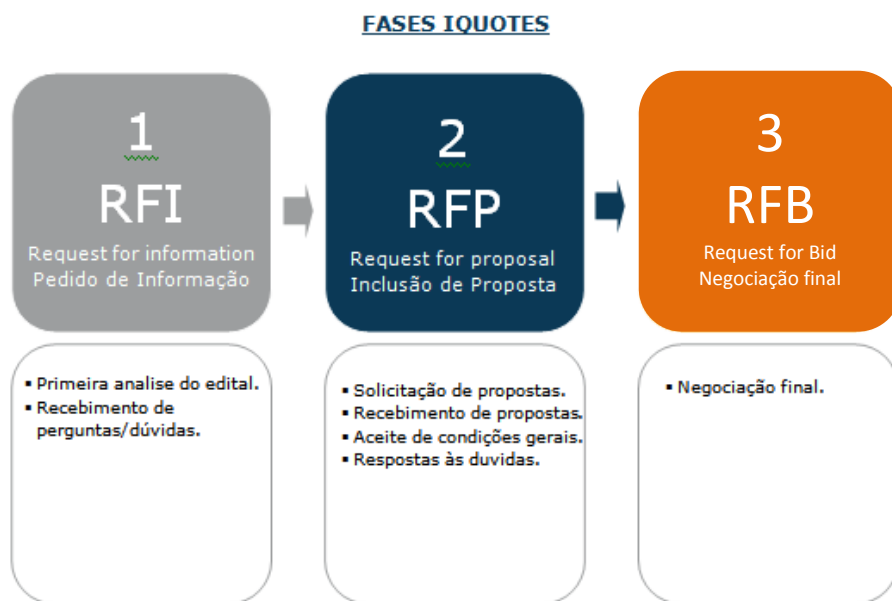 FASES IQUOTES
1
RFI
Request for information
Pedido de Informação
▪ Primeira analise do edital.
▪ Recebimento de
perguntas/dúvidas.
2
RFP
Request for proposal
Inclusão de Proposta
▪ Solicitação de propostas.
▪ Recebimento de propostas.
▪ Aceite de condições gerais.
▪ Respostas às duvidas.
3
RFB
Request for Bid
Negociação final
▪ Negociação final.